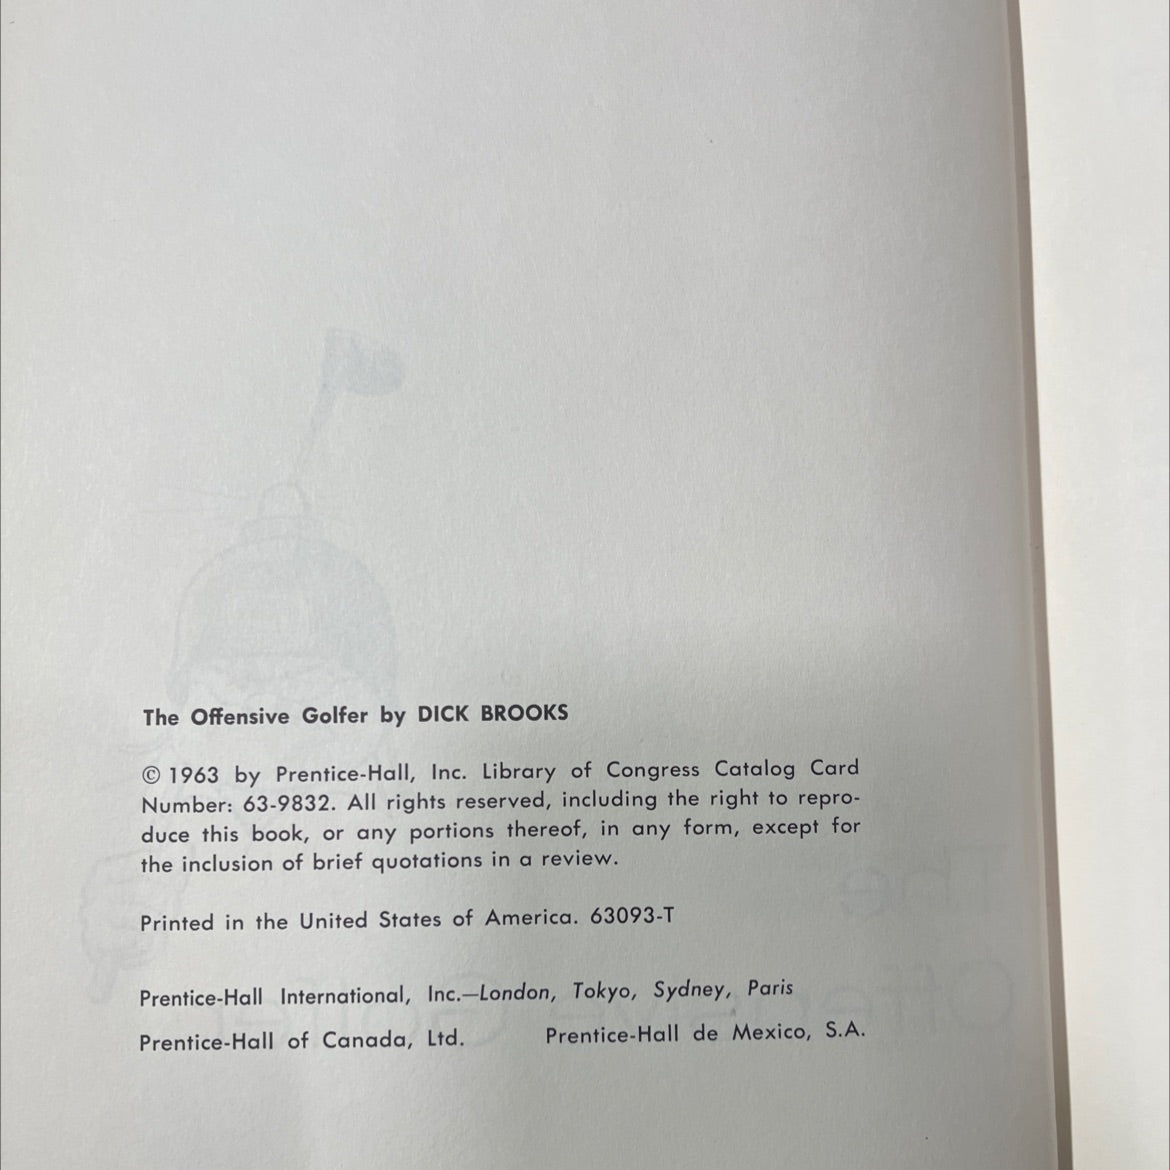 The Offensive Golfer by DICK BROOKS
© 1963 by Prentice-Hall, Inc. Library of Congress Catalog Card
Number: 63-9832. All rights reserved, including the right to repro-
duce this book, or any portions thereof, in any form, except for
the inclusion of brief quotations in a review.
Printed in the United States of America. 63093-T
Prentice-Hall International, Inc.—London, Tokyo, Sydney, Paris
Prentice-Hall of Canada, Ltd. Prentice-Hall de Mexico, S.A.
The
Offensive Golfer